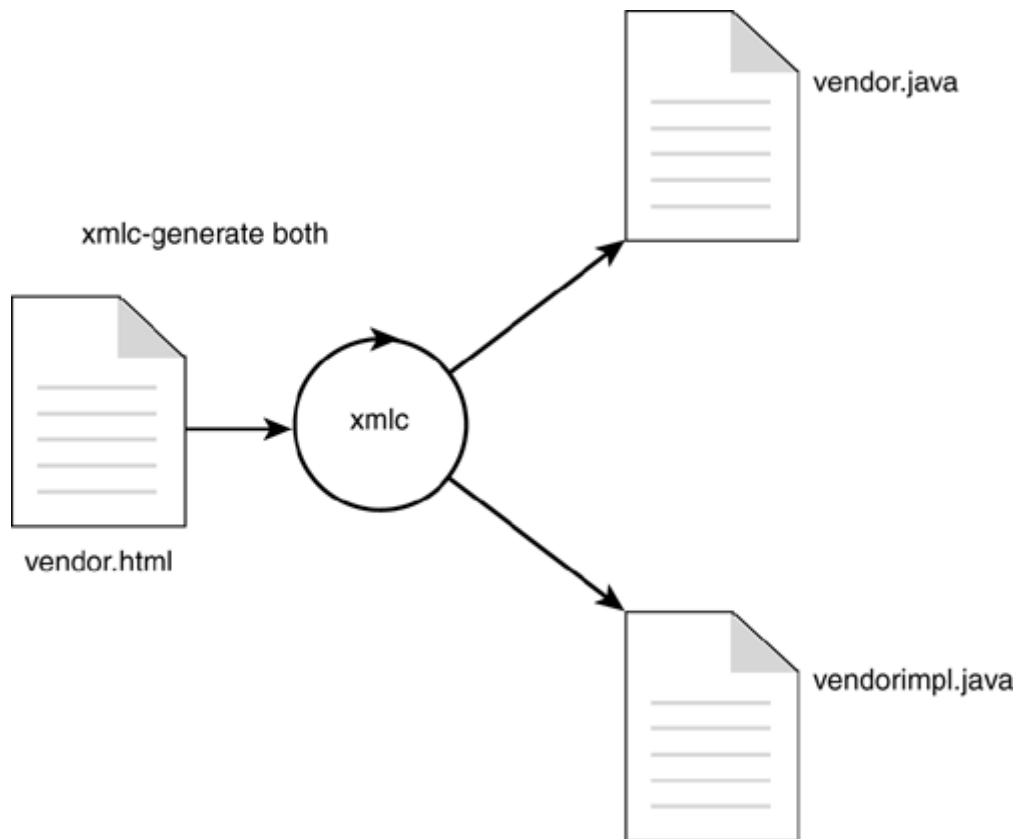 vendor.java
xmlc-generate both
xmlc
vendor.html
vendorimpl.java